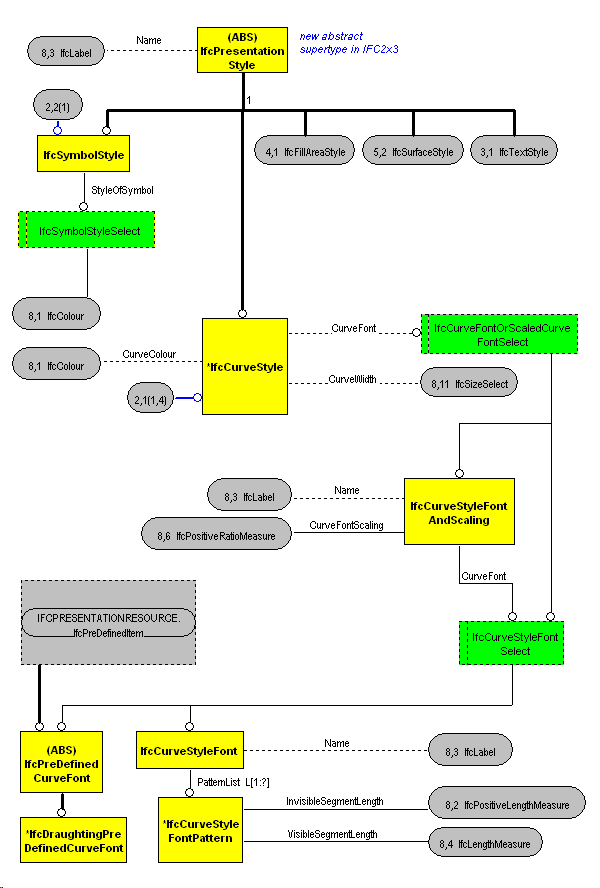 Name
(ABS)
IfcPresentation
Style
new abstract
supertype in IFC2x3
8,3 IfcLabel
1
2,2(1)
IfcSymbolStyle
4,1 IfcFillAreaStyle
5,2 IfcSurfaceStyle
3,1 IfcTextStyle
StyleOfSymbol
IfcSymbolStyleSelect
8,1 IfcColour
CurveFont
IfcCurveFontOrScaledCurve
FontSelect
CurveColour
8,1 IfcColour
*IfcCurveStyle
CurveWidth
8,11 IfcSizeSelect
2,1(1,4)
Name
8,3 IfcLabel
IfcCurveStyleFont
AndScaling
CurveFontScaling
8,6 IfcPositiveRatioMeasure
CurveFont
IFCPRESENTATIONRESOURCE.
IfcPreDefinedItem
IfcCurveStyleFont
Select
(ABS)
IfcPreDefined
CurveFont
IfcCurveStyleFont
Name
8,3 IfcLabel
PatternList L[1:?]
*IfcDraughtingPre
DefinedCurveFont
*IfcCurveStyle
FontPattern
InvisibleSegmentLength
8,2 IfcPositiveLengthMeasure
VisibleSegmentLength
8,4 IfcLengthMeasure